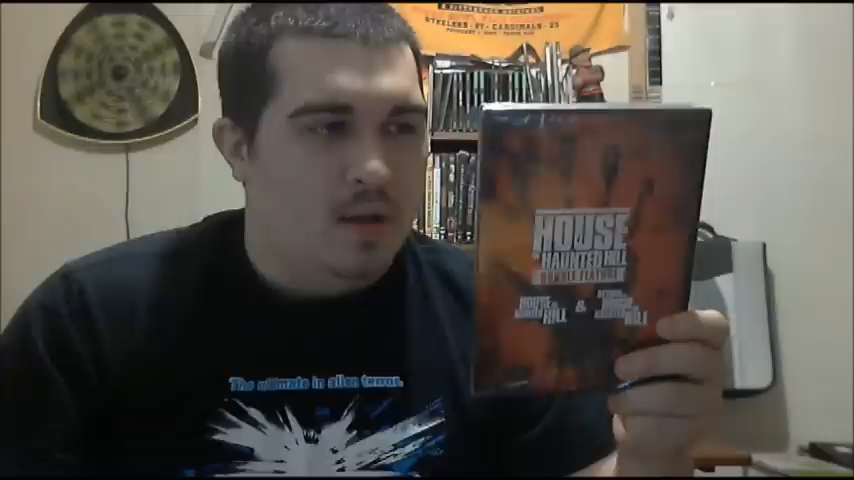 STEELERS - 27 - CARDINALS - 23
HOUSE
ON HAUNTED HILL
DOUBLE FEATURE
HOUSE ON HAUNTED HILL & RETURN TO HOUSE ON HAUNTED HILL
The ultimate in alien terror.